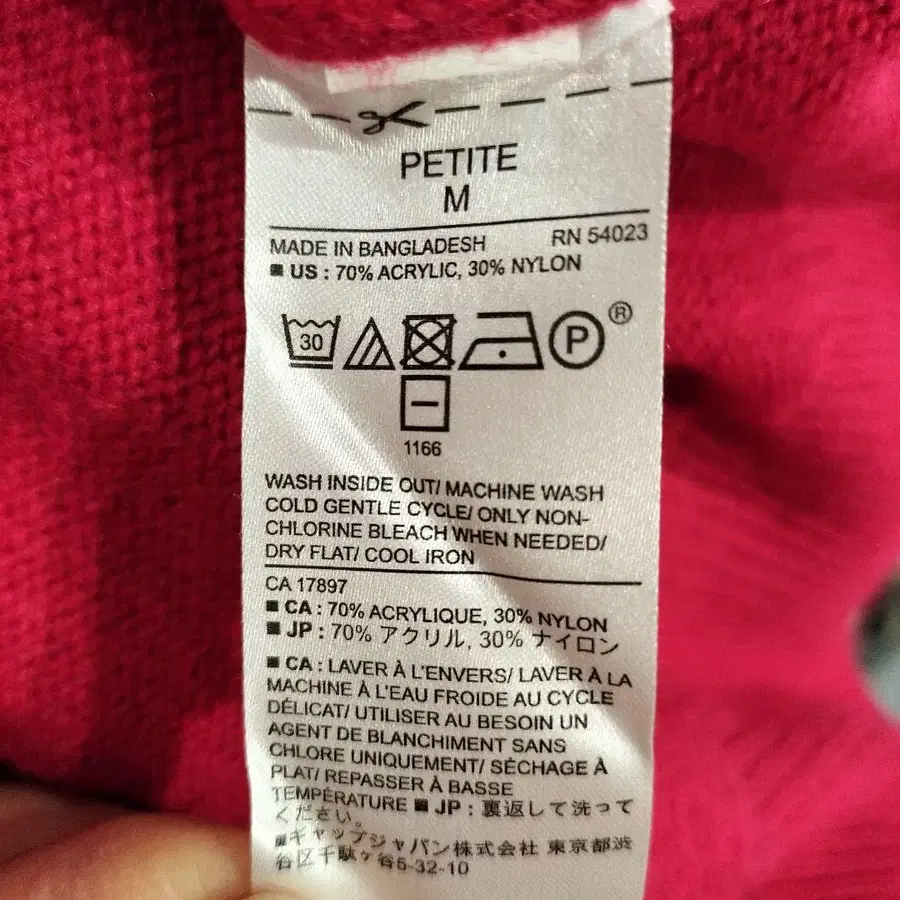 PETITE
M
MADE IN BANGLADESH RN 54023
■ US : 70% ACRYLIC, 30% NYLON
30 P ®
1166
WASH INSIDE OUT/ MACHINE WASH
COLD GENTLE CYCLE/ ONLY NON-
CHLORINE BLEACH WHEN NEEDED/
DRY FLAT/ COOL IRON
CA 17897
■ CA : 70% ACRYLIQUE, 30% NYLON
■ JP : 70% アクリル, 30% ナイロン
■ CA : LAVER À L'ENVERS/ LAVER À LA
MACHINE À L'EAU FROIDE AU CYCLE
DÉLICAT/ UTILISER AU BESOIN UN
AGENT DE BLANCHIMENT SANS
CHLORE UNIQUEMENT/ SÉCHAGE À
PLAT/ REPASSER À BASSE
TEMPÉRATURE ■ JP : 裏返して洗って
ください。
■ギャップジャパン株式会社 東京都渋
谷区千駄ヶ谷5-32-10